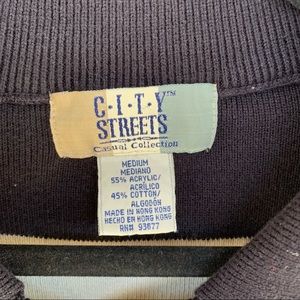 C·I·T·Y™
STREETS
Casual Collection
MEDIUM
MEDIANO
55% ACRYLIC/
ACRÍLICO
45% COTTON/
ALGODON
MADE IN HONG KONG
HECHO EN HONG KONG
RN# 93677